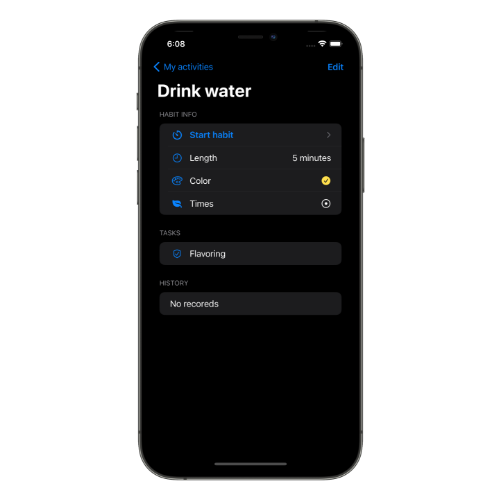 6:08
My activities
Edit
Drink water
HABIT INFO
Start habit
Length 5 minutes
Color
Times
TASKS
Flavoring
HISTORY
No recoreds